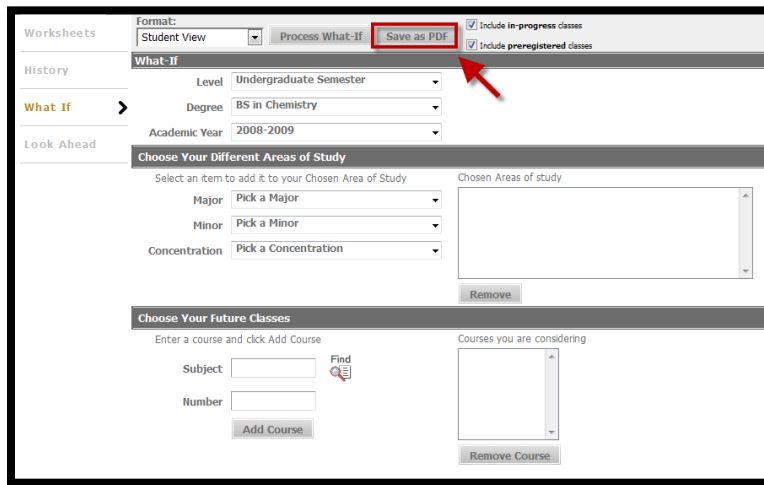 Worksheets
History
What If
Look Ahead
Format:
Student View
Process What-If
Save as PDF
Include in-progress classes
Include preregistered classes
What-If
Level Undergraduate Semester
Degree BS in Chemistry
Academic Year 2008-2009
Choose Your Different Areas of Study
Select an item to add it to your Chosen Area of Study
Chosen Areas of study
Major Pick a Major
Minor Pick a Minor
Concentration Pick a Concentration
Remove
Choose Your Future Classes
Enter a course and click Add Course
Courses you are considering
Subject
Find
Number
Add Course
Remove Course